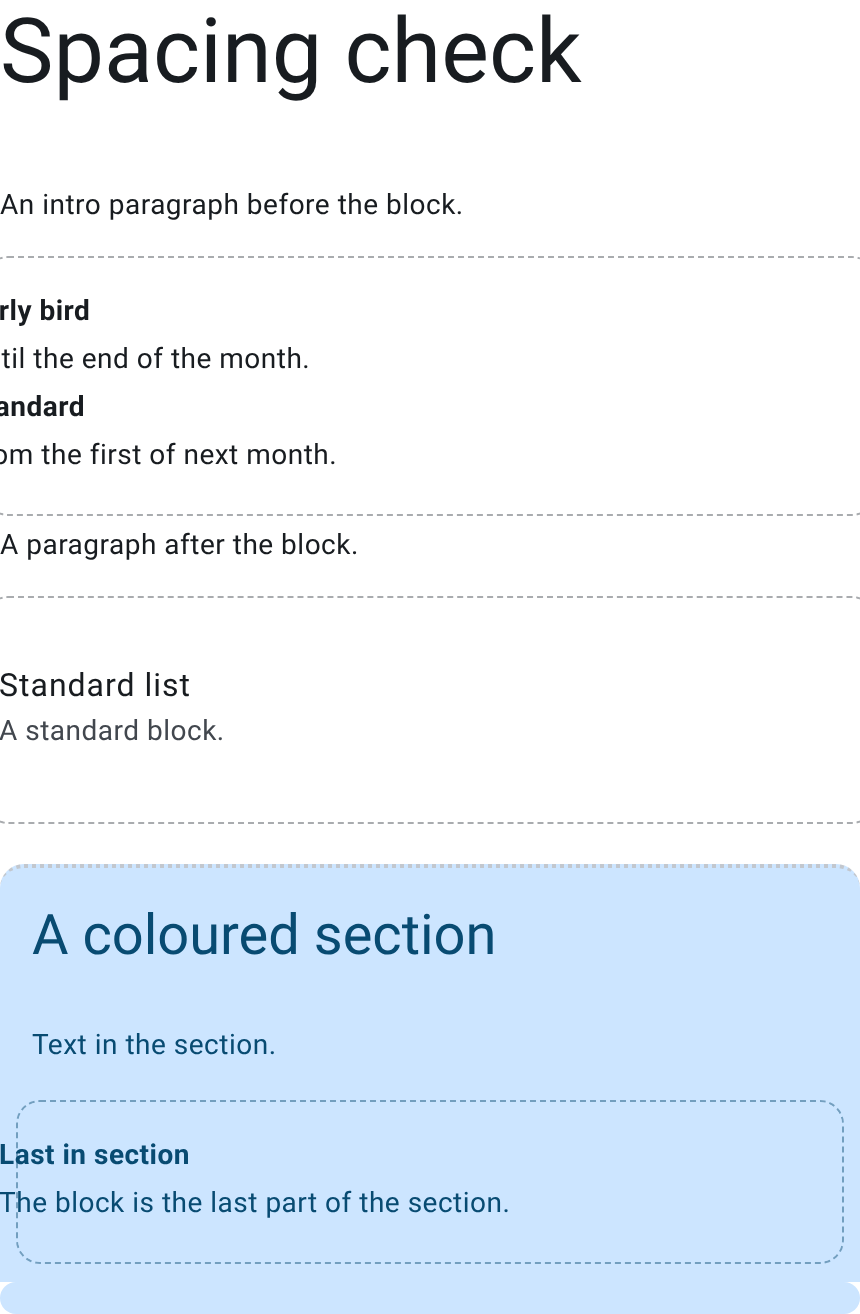 Spacing check
An intro paragraph before the block.
rly bird
til the end of the month.
andard
om the first of next month.
A paragraph after the block.
Standard list
A standard block.
A coloured section
Text in the section.
Last in section
The block is the last part of the section.